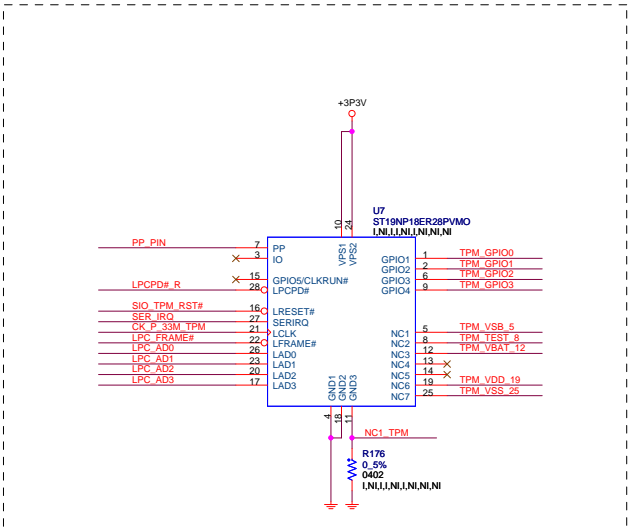 +3P3V
U7
ST19NP18ER28PVMO
I,NI,I,I,NI,I,NI,NI,NI
10
24
VPS1
VPS2
PP_PIN 7 PP
3 IO
15 GPIO5/CLKRUN#
LPCPD#_R 28 LPCPD#
SIO_TPM_RST# 16 LRESET#
SER_IRQ 27 SERIRQ
CK_P_33M_TPM 21 LCLK
LPC_FRAME# 22 LFRAME#
LPC_AD0 26 LAD0
LPC_AD1 23 LAD1
LPC_AD2 20 LAD2
LPC_AD3 17 LAD3
GPIO1 1 TPM_GPIO0
GPIO2 2 TPM_GPIO1
GPIO3 6 TPM_GPIO2
GPIO4 9 TPM_GPIO3
NC1 5 TPM_VSB_5
NC2 8 TPM_TEST_8
NC3 12 TPM_VBAT_12
NC4 13
NC5 14
NC6 19 TPM_VDD_19
NC7 25 TPM_VSS_25
GND1
GND2
GND3
4
18
11
NC1_TPM
R176
0_5%
0402
I,NI,I,I,NI,I,NI,NI,NI